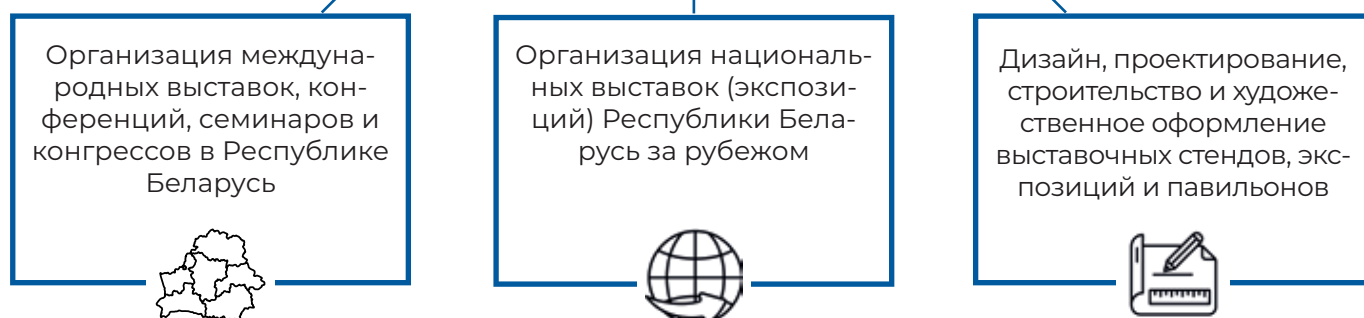 Организация междуна-
родных выставок, кон-
ференций, семинаров и
конгрессов в Республике
Беларусь
Организация националь-
ных выставок (экспози-
ций) Республики Бела-
русь за рубежом
Дизайн, проектирование,
строительство и художе-
ственное оформление
выставочных стендов, экс-
позиций и павильонов